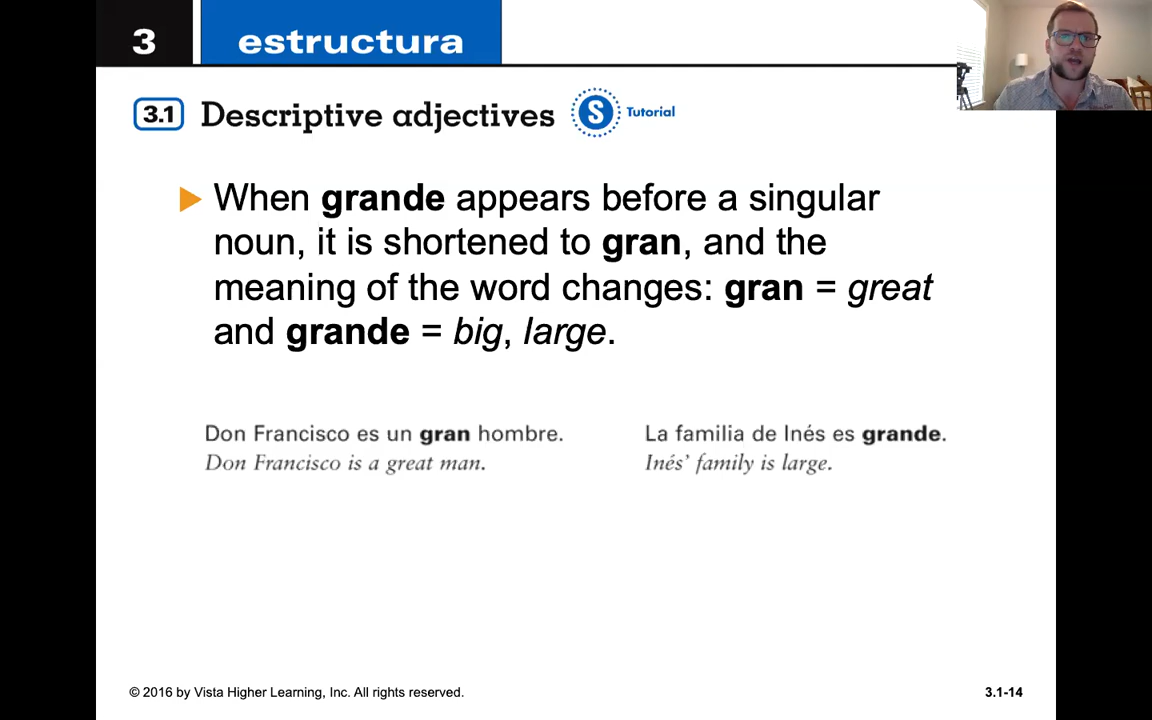 3 estructura
3.1 Descriptive adjectives S Tutorial
When grande appears before a singular
noun, it is shortened to gran, and the
meaning of the word changes: gran = great
and grande = big, large.
Don Francisco es un gran hombre.
Don Francisco is a great man.
La familia de Inés es grande.
Inés’ family is large.
© 2016 by Vista Higher Learning, Inc. All rights reserved.
3.1-14